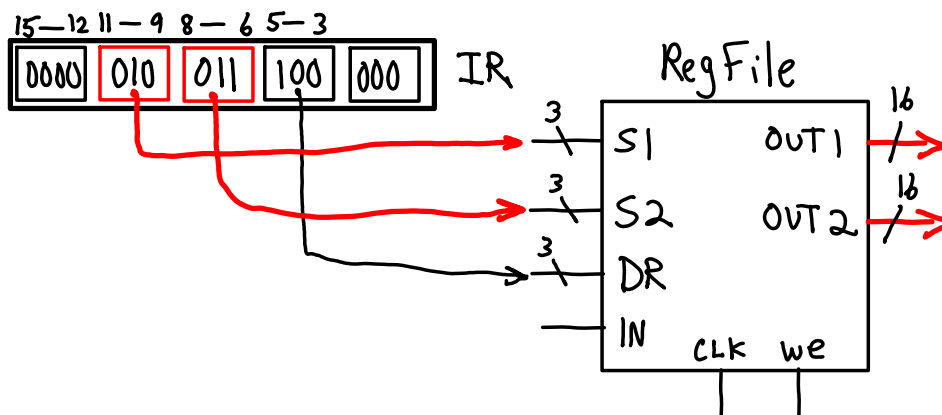 15—12 11—9 8—6 5—3
0000 010 011 100 000 IR
RegFile
3 S1 OUT1 16
3 S2 OUT2 16
3 DR
IN
CLK we